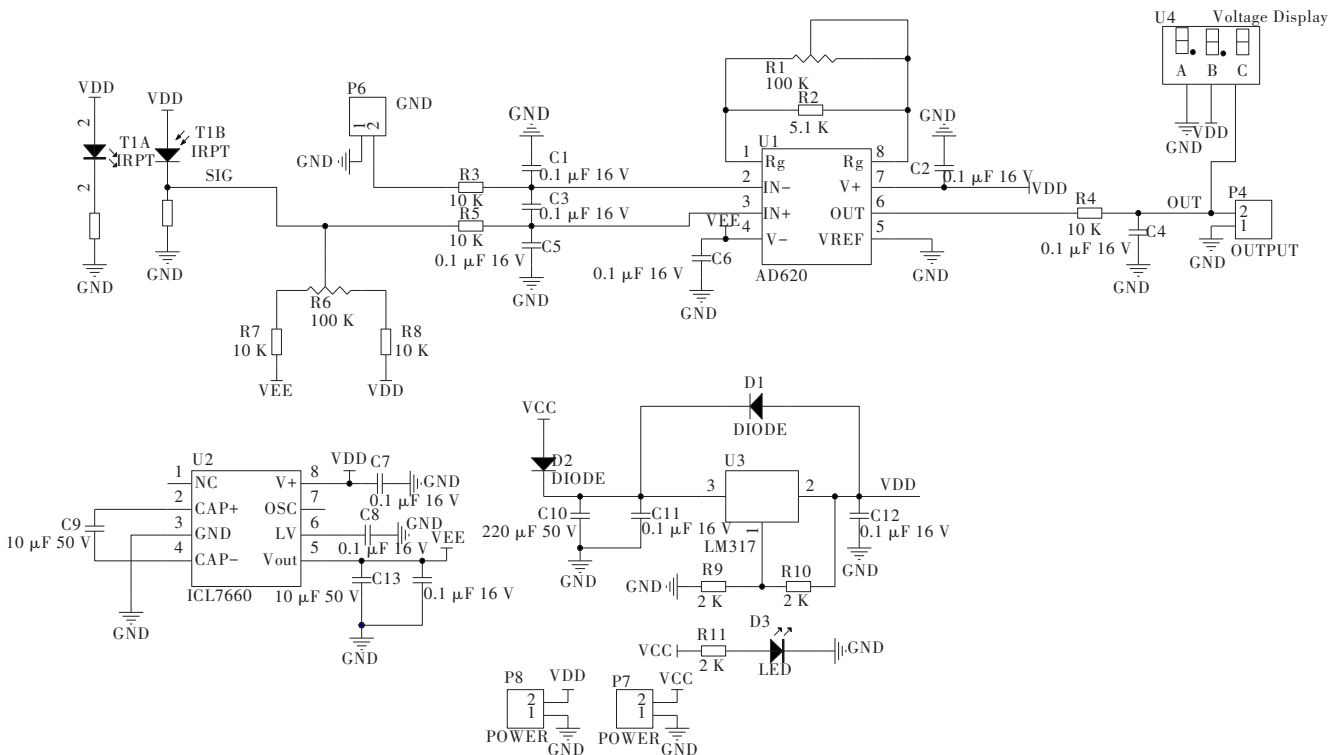 U4 Voltage Display
A B C
GND
VDD
R1
100 K
R2
5.1 K
P6
GND
1
2
GND
VDD
2
T1A
IRPT
2
GND
VDD
T1B
IRPT
SIG
GND
R3
10 K
R5
10 K
GND
C1
0.1 μF 16 V
C3
0.1 μF 16 V
C5
0.1 μF 16 V
GND
U1
1 Rg
2 IN-
3 IN+
4 V-
Rg 8
V+ 7
OUT 6
VREF 5
AD620
VEE
C6
0.1 μF 16 V
GND
GND
C2
0.1 μF 16 V
VDD
GND
R4
10 K
OUT
C4
0.1 μF 16 V
GND
P4
2
1
OUTPUT
GND
R6
100 K
R7
10 K
VEE
R8
10 K
VDD
U2
1 NC
2 CAP+
3 GND
4 CAP-
V+ 8
OSC 7
LV 6
Vout 5
ICL7660
C9
10 μF 50 V
GND
VDD
C7
0.1 μF 16 V
GND
C8
0.1 μF 16 V
GND
VEE
C13
10 μF 50 V
0.1 μF 16 V
GND
VCC
D2
DIODE
D1
DIODE
U3
3
2
1
LM317
VDD
C10
220 μF 50 V
C11
0.1 μF 16 V
GND
C12
0.1 μF 16 V
GND
GND
R9
2 K
R10
2 K
VCC
R11
2 K
D3
LED
GND
P8
2
1
POWER
VDD
GND
P7
2
1
POWER
VCC
GND